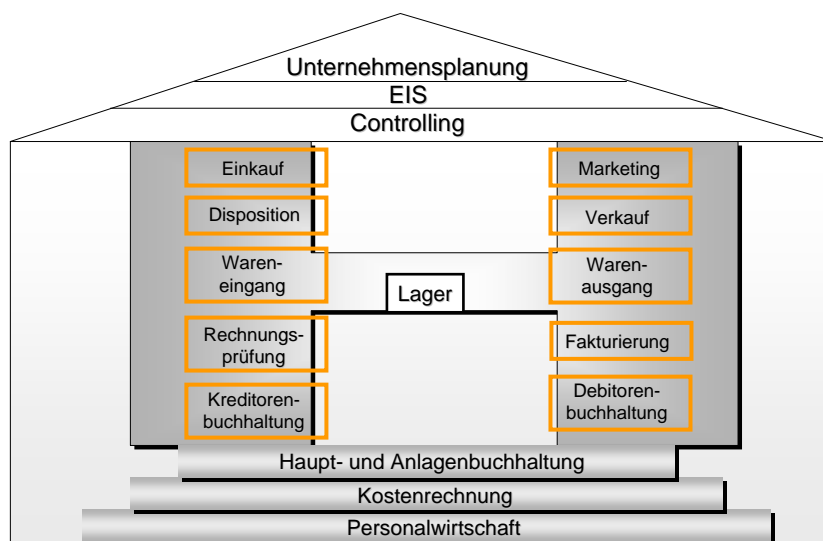 Unternehmensplanung
EIS
Controlling
Einkauf
Disposition
Waren-
eingang
Rechnungs-
prüfung
Kreditoren-
buchhaltung
Lager
Marketing
Verkauf
Waren-
ausgang
Fakturierung
Debitoren-
buchhaltung
Haupt- und Anlagenbuchhaltung
Kostenrechnung
Personalwirtschaft